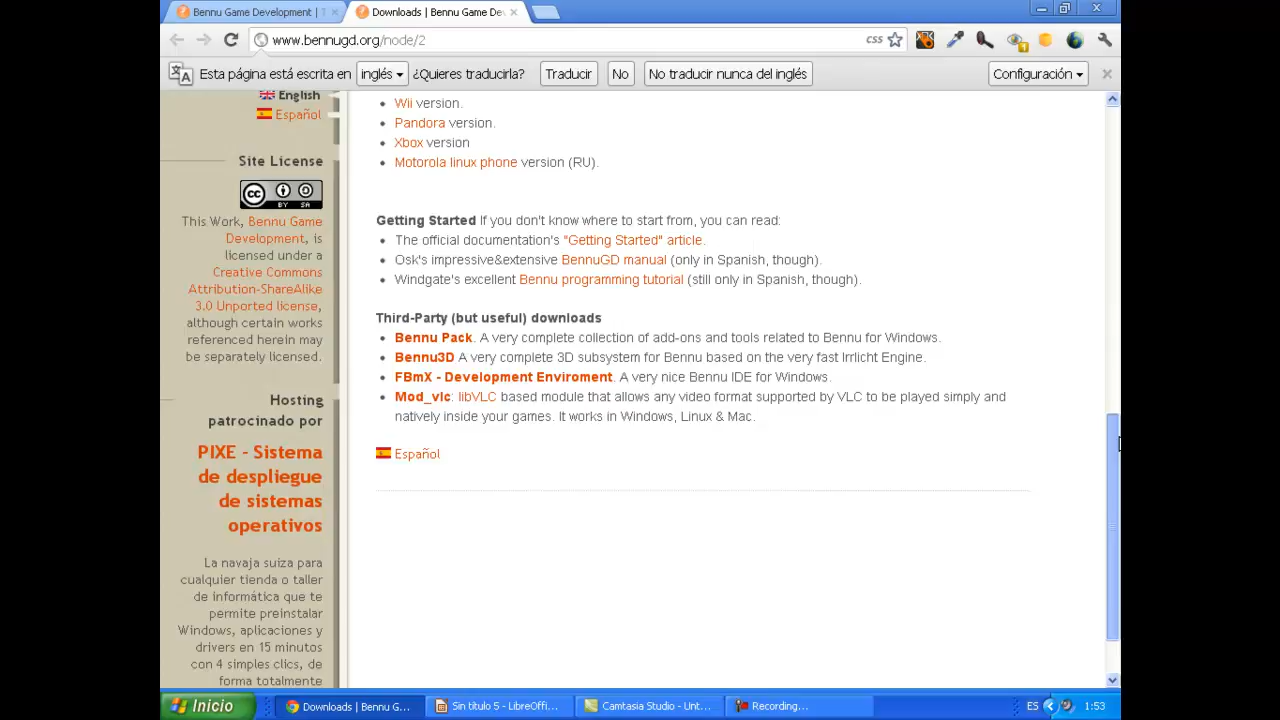 Bennu Game Development | T
Downloads | Bennu Game De
www.bennugd.org/node/2
css
Esta página está escrita en
inglés
¿Quieres traducirla?
Traducir
No
No traducir nunca del inglés
Configuración
English
Español
Site License
CC BY SA
This Work, Bennu Game
Development, is
licensed under a
Creative Commons
Attribution-ShareAlike
3.0 Unported license,
although certain works
referenced herein may
be separately licensed.
Hosting
patrocinado por
PIXE - Sistema
de despliegue
de sistemas
operativos
La navaja suiza para
cualquier tienda o taller
de informática que te
permite preinstalar
Windows, aplicaciones y
drivers en 15 minutos
con 4 simples clics, de
forma totalmente
Wii version.
Pandora version.
Xbox version
Motorola linux phone version (RU).
Getting Started If you don't know where to start from, you can read:
The official documentation's "Getting Started" article.
Osk's impressive&extensive BennuGD manual (only in Spanish, though).
Windgate's excellent Bennu programming tutorial (still only in Spanish, though).
Third-Party (but useful) downloads
Bennu Pack. A very complete collection of add-ons and tools related to Bennu for Windows.
Bennu3D A very complete 3D subsystem for Bennu based on the very fast Irrlicht Engine.
FBmX - Development Enviroment. A very nice Bennu IDE for Windows.
Mod_vlc: libVLC based module that allows any video format supported by VLC to be played simply and
natively inside your games. It works in Windows, Linux & Mac.
Español
Inicio
Downloads | Bennu G...
Sin título 5 - LibreOffi...
Camtasia Studio - Unt...
Recording...
ES
1:53